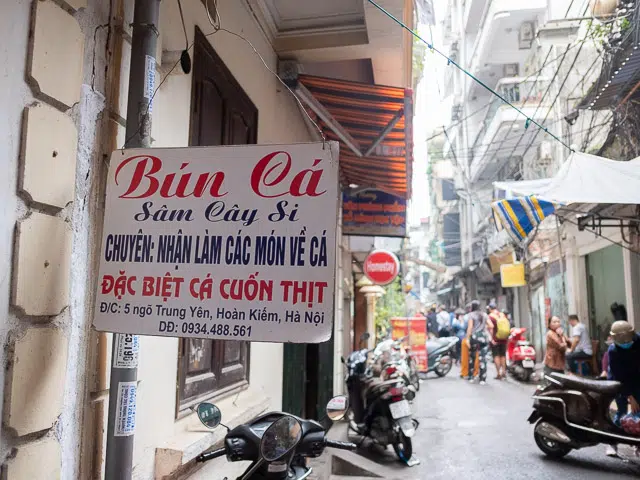 Bún Cá
Sâm Cây Si
CHUYÊN: NHẬN LÀM CÁC MÓN VỀ CÁ
ĐẶC BIỆT CÁ CUỐN THỊT
Đ/C: 5 ngõ Trung Yên, Hoàn Kiếm, Hà Nội
DĐ: 0934.488.561
Homestay